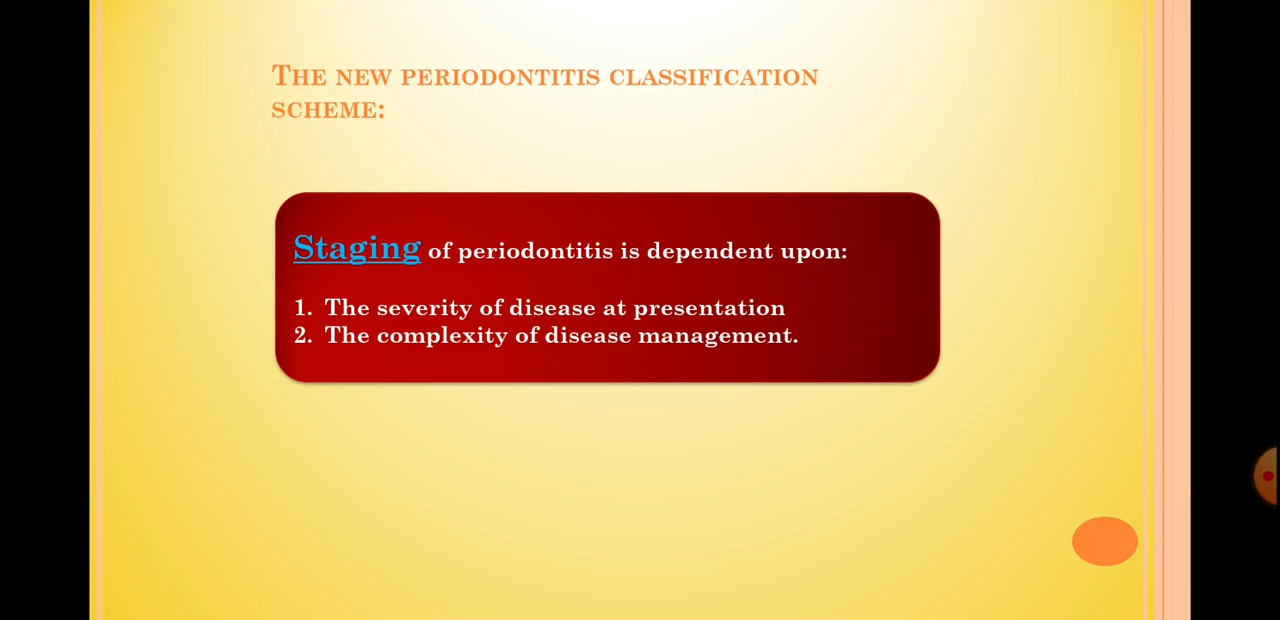 The new periodontitis classification
scheme:
Staging of periodontitis is dependent upon:
1. The severity of disease at presentation
2. The complexity of disease management.